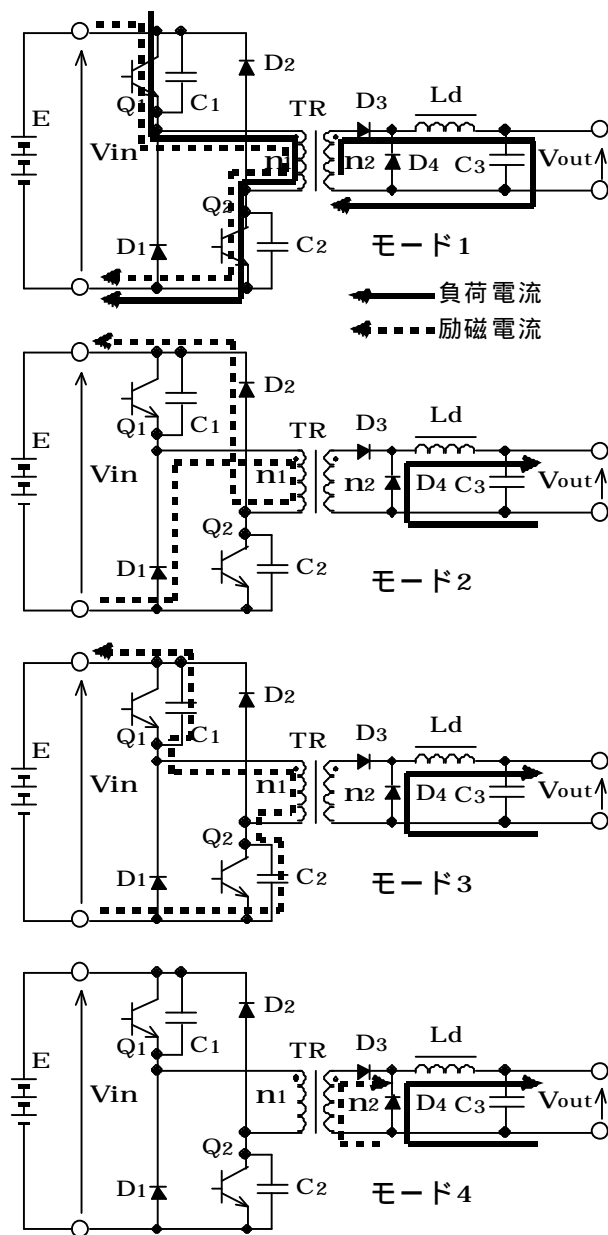 D2
E
Q1
C1
TR
D3
Ld
Vin
n1
n2
D4
C3
Vout
Q2
D1
C2
モード1
負荷電流
励磁電流
D2
E
Q1
C1
TR
D3
Ld
Vin
n1
n2
D4
C3
Vout
Q2
D1
C2
モード2
D2
E
Q1
C1
TR
D3
Ld
Vin
n1
n2
D4
C3
Vout
Q2
D1
C2
モード3
D2
E
Q1
C1
TR
D3
Ld
Vin
n1
n2
D4
C3
Vout
Q2
D1
C2
モード4